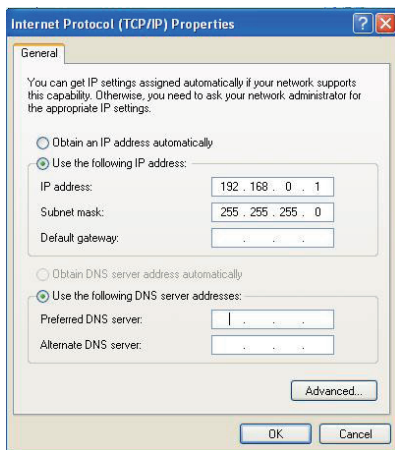 Internet Protocol (TCP/IP) Properties
General
You can get IP settings assigned automatically if your network supports
this capability. Otherwise, you need to ask your network administrator for
the appropriate IP settings.
Obtain an IP address automatically
Use the following IP address:
IP address: 192 . 168 . 0 . 1
Subnet mask: 255 . 255 . 255 . 0
Default gateway: . . .
Obtain DNS server address automatically
Use the following DNS server addresses:
Preferred DNS server: . . .
Alternate DNS server: . . .
Advanced...
OK Cancel